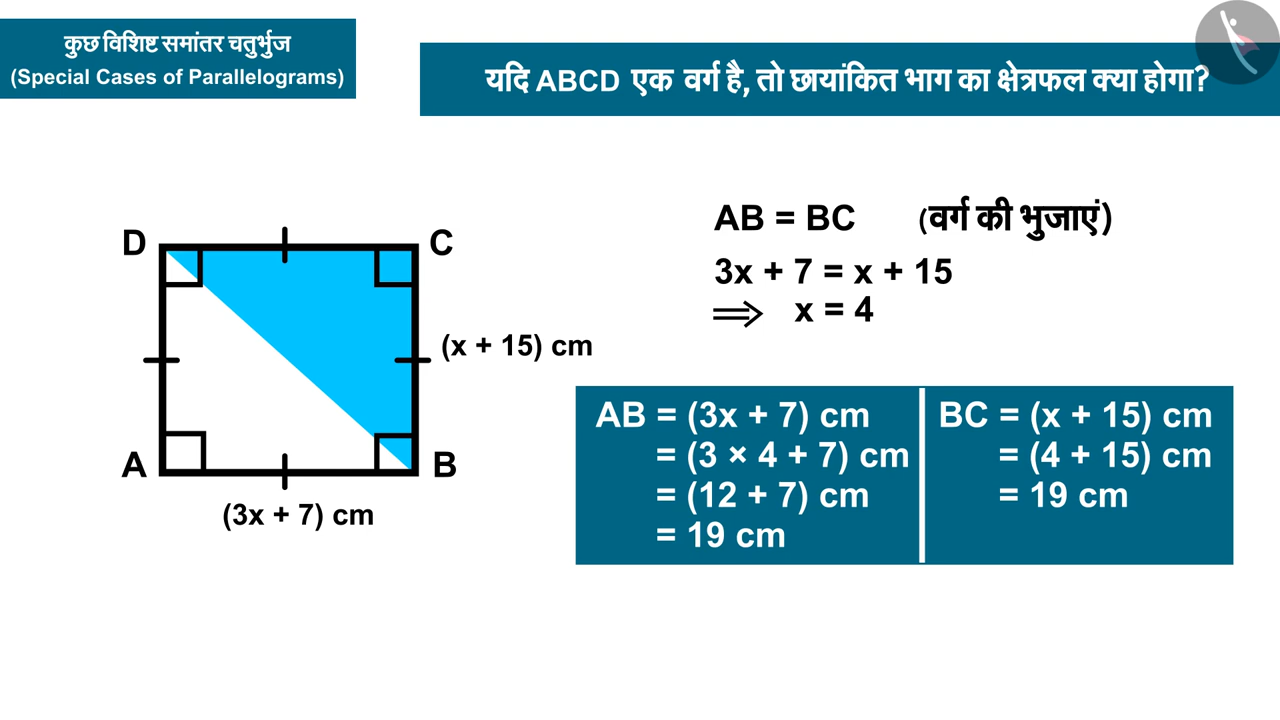 कुछ विशिष्ट समांतर चतुर्भुज
(Special Cases of Parallelograms)
यदि ABCD एक वर्ग है, तो छायांकित भाग का क्षेत्रफल क्या होगा?
D
C
(x + 15) cm
A
B
(3x + 7) cm
AB = BC (वर्ग की भुजाएं)
3x + 7 = x + 15
⟹ x = 4
AB = (3x + 7) cm
= (3 × 4 + 7) cm
= (12 + 7) cm
= 19 cm
BC = (x + 15) cm
= (4 + 15) cm
= 19 cm